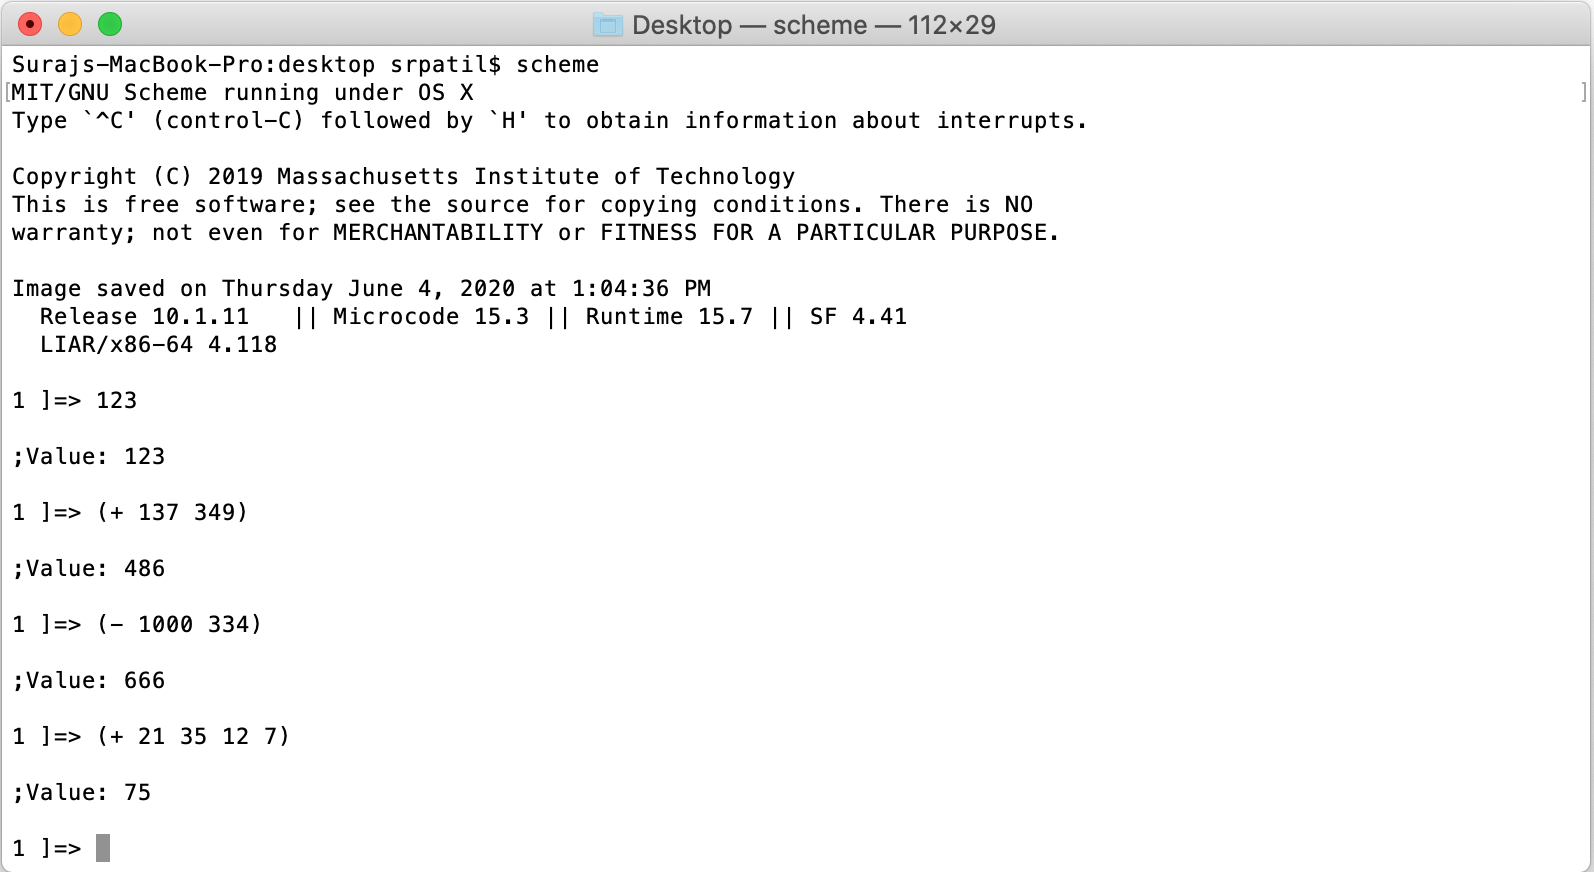 Desktop — scheme — 112×29
Surajs-MacBook-Pro:desktop srpatil$ scheme
[MIT/GNU Scheme running under OS X ]
Type `^C' (control-C) followed by `H' to obtain information about interrupts.
Copyright (C) 2019 Massachusetts Institute of Technology
This is free software; see the source for copying conditions. There is NO
warranty; not even for MERCHANTABILITY or FITNESS FOR A PARTICULAR PURPOSE.
Image saved on Thursday June 4, 2020 at 1:04:36 PM
  Release 10.1.11   || Microcode 15.3 || Runtime 15.7 || SF 4.41
  LIAR/x86-64 4.118
1 ]=> 123
;Value: 123
1 ]=> (+ 137 349)
;Value: 486
1 ]=> (- 1000 334)
;Value: 666
1 ]=> (+ 21 35 12 7)
;Value: 75
1 ]=>